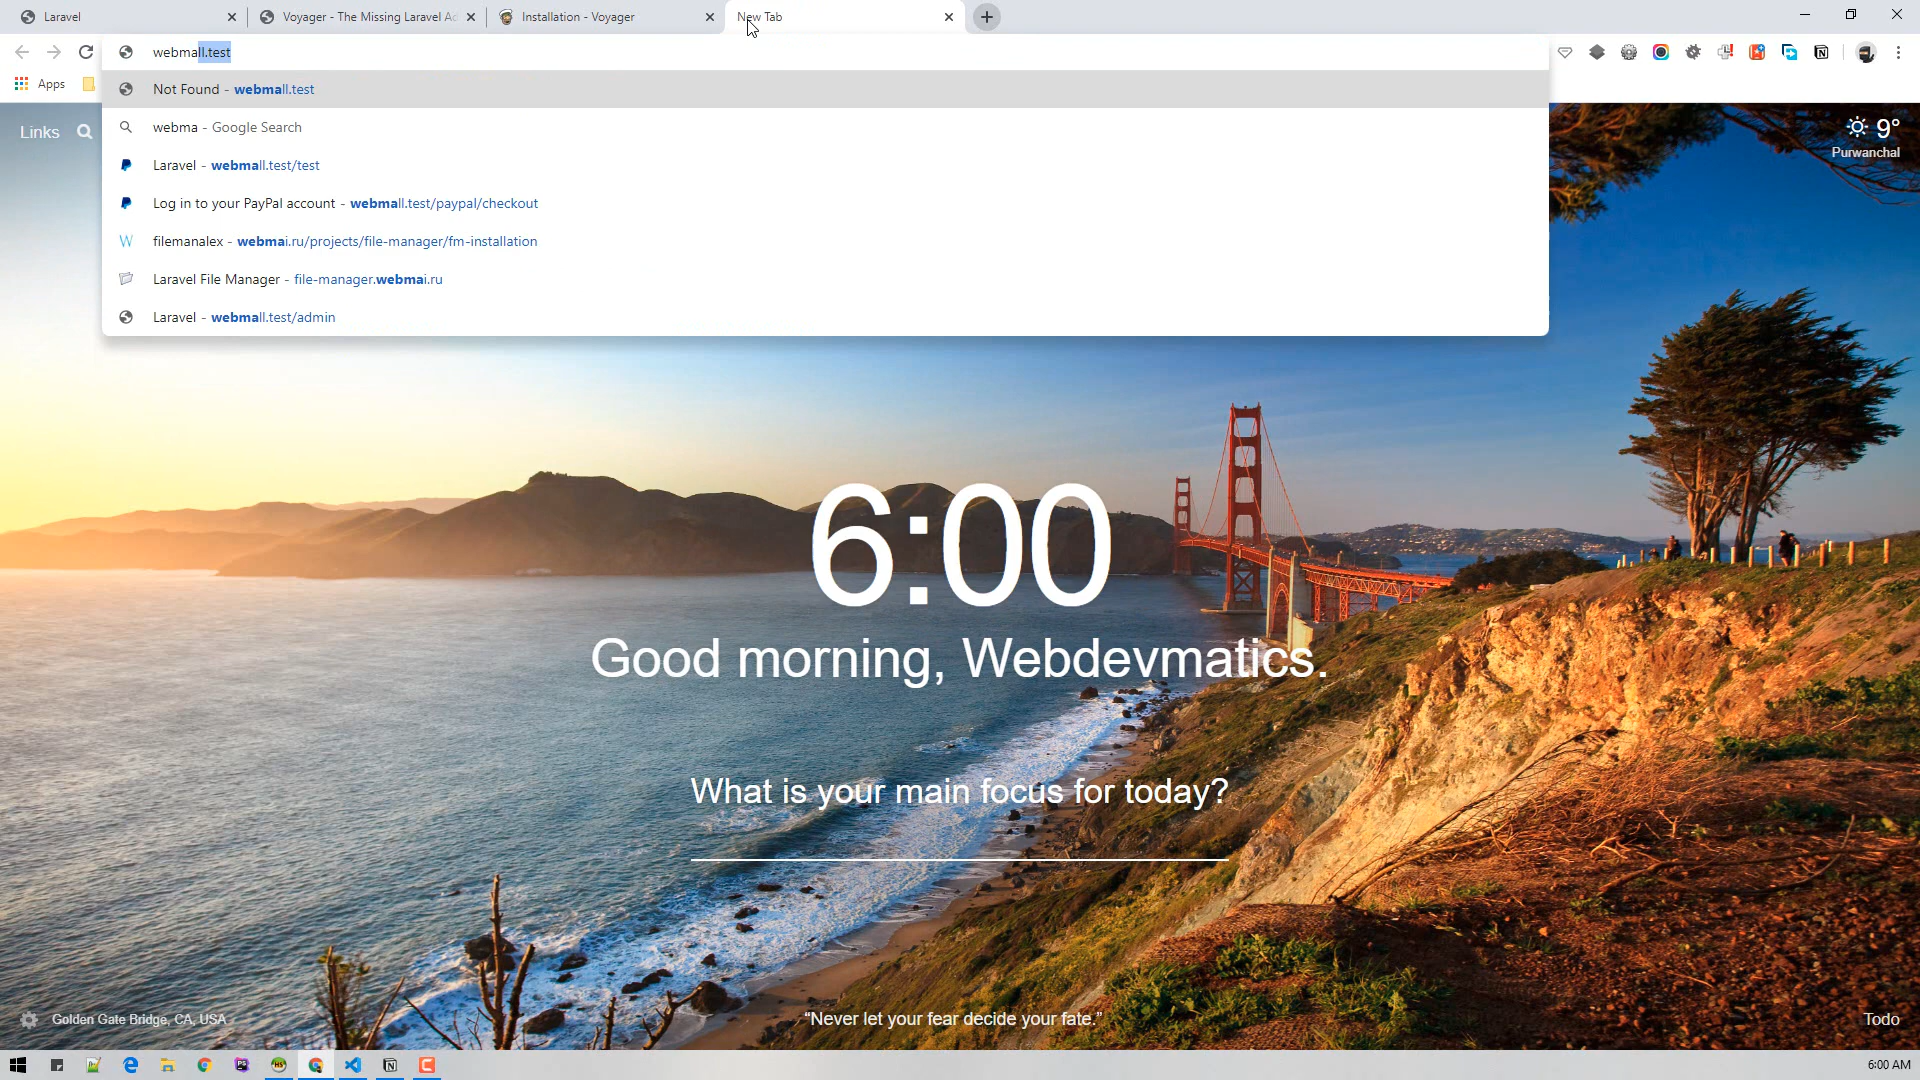 Laravel
Voyager - The Missing Laravel Ad
Installation - Voyager
New Tab
webmall.test
Apps
Not Found - webmall.test
webma - Google Search
Laravel - webmall.test/test
Log in to your PayPal account - webmall.test/paypal/checkout
filemanalex - webmai.ru/projects/file-manager/fm-installation
Laravel File Manager - file-manager.webmai.ru
Laravel - webmall.test/admin
Links
9°
Purwanchal
6:00
Good morning, Webdevmatics.
What is your main focus for today?
Golden Gate Bridge, CA, USA
“Never let your fear decide your fate.”
Todo
6:00 AM